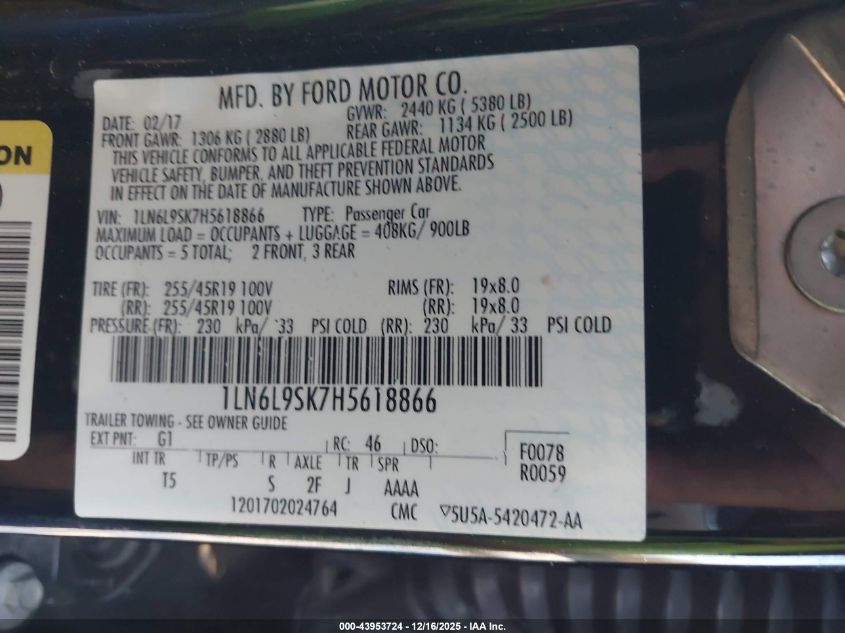 MFD. BY FORD MOTOR CO.
DATE: 02/17 GVWR: 2440 KG ( 5380 LB)
FRONT GAWR: 1306 KG ( 2880 LB) REAR GAWR: 1134 KG ( 2500 LB)
THIS VEHICLE CONFORMS TO ALL APPLICABLE FEDERAL MOTOR
VEHICLE SAFETY, BUMPER, AND THEFT PREVENTION STANDARDS
IN EFFECT ON THE DATE OF MANUFACTURE SHOWN ABOVE.
VIN: 1LN6L9SK7H5618866 TYPE: Passenger Car
MAXIMUM LOAD = OCCUPANTS + LUGGAGE = 408KG/ 900LB
OCCUPANTS = 5 TOTAL; 2 FRONT, 3 REAR
TIRE (FR): 255/45R19 100V RIMS (FR): 19x8.0
(RR): 255/45R19 100V (RR): 19x8.0
PRESSURE (FR): 230 kPa/ 33 PSI COLD (RR): 230 kPa/ 33 PSI COLD
1LN6L9SK7H5618866
TRAILER TOWING - SEE OWNER GUIDE
EXT PNT: G1 RC: 46 DSO: F0078
INT TR TP/PS R AXLE TR SPR R0059
T5 S 2F J AAAA
1201702024764 CMC ▽5U5A-5420472-AA
ON
000-43953724 - 12/16/2025 - IAA Inc.